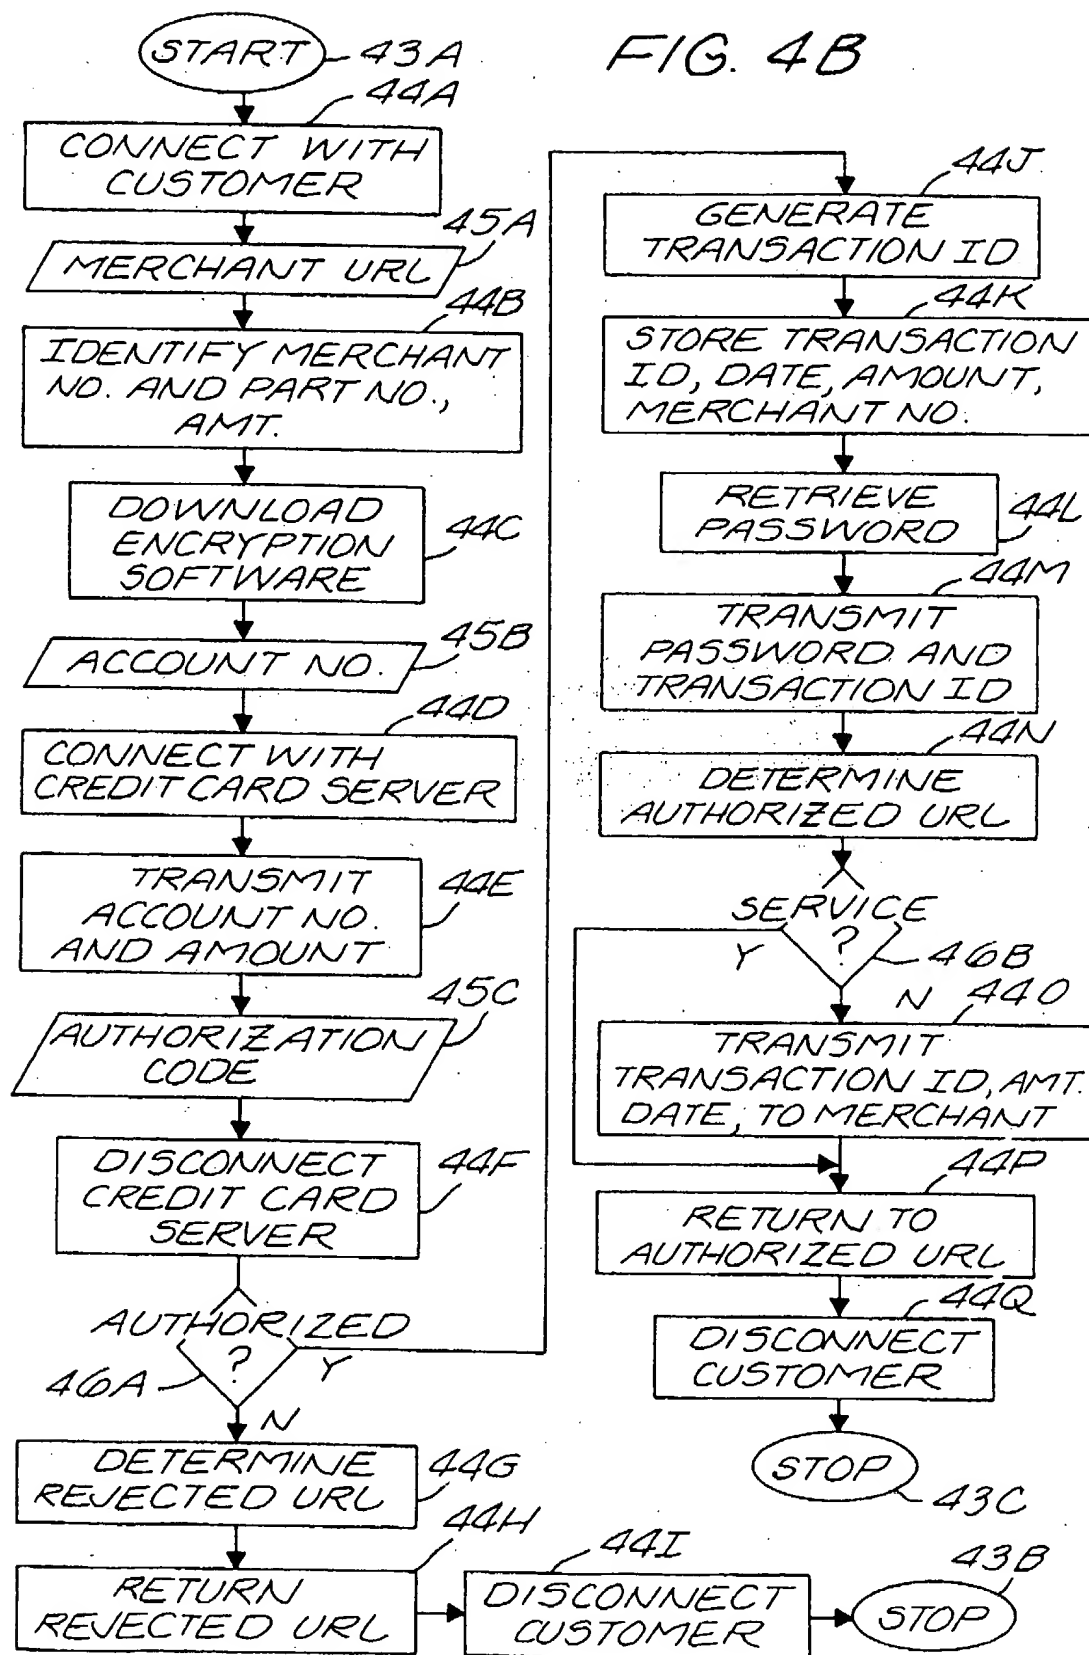 FIG. 4B
START
43A
44A
CONNECT WITH
CUSTOMER
45A
MERCHANT URL
44B
IDENTIFY MERCHANT
NO. AND PART NO.,
AMT.
DOWNLOAD
ENCRYPTION
SOFTWARE
44C
45B
ACCOUNT NO.
44D
CONNECT WITH
CREDIT CARD SERVER
TRANSMIT
ACCOUNT NO.
AND AMOUNT
44E
45C
AUTHORIZATION
CODE
DISCONNECT
CREDIT CARD
SERVER
44F
AUTHORIZED
?
Y
46A
N
DETERMINE
REJECTED URL
44G
44H
RETURN
REJECTED URL
44I
DISCONNECT
CUSTOMER
43B
STOP
44J
GENERATE
TRANSACTION ID
44K
STORE TRANSACTION
ID, DATE, AMOUNT,
MERCHANT NO.
RETRIEVE
PASSWORD
44L
44M
TRANSMIT
PASSWORD AND
TRANSACTION ID
44N
DETERMINE
AUTHORIZED URL
SERVICE
Y
?
46B
N
44O
TRANSMIT
TRANSACTION ID, AMT.
DATE, TO MERCHANT
44P
RETURN TO
AUTHORIZED URL
44Q
DISCONNECT
CUSTOMER
STOP
43C